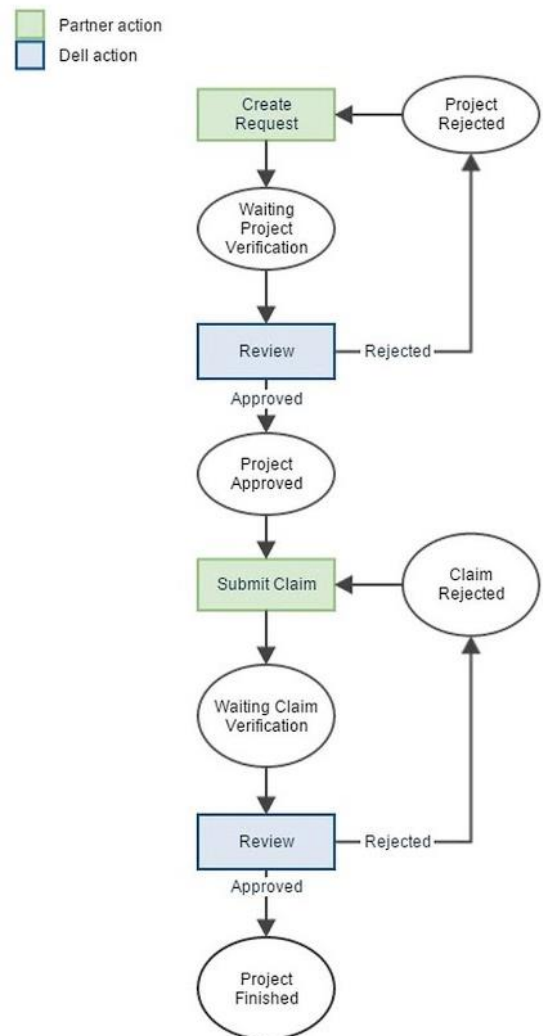 Partner action
Dell action
Create
Request
Project
Rejected
Waiting
Project
Verification
Review
Rejected
Approved
Project
Approved
Submit Claim
Claim
Rejected
Waiting Claim
Verification
Review
Rejected
Approved
Project
Finished